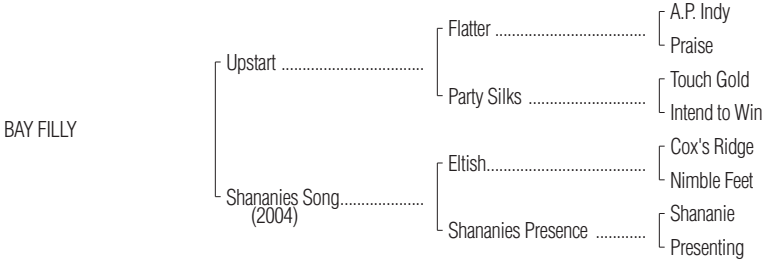 A.P. Indy
Flatter ....................................
Praise
Upstart ..................................
Touch Gold
Party Silks ............................
Intend to Win
BAY FILLY
Cox's Ridge
Eltish......................................
Nimble Feet
Shananies Song....................
(2004)
Shananie
Shananies Presence ............
Presenting